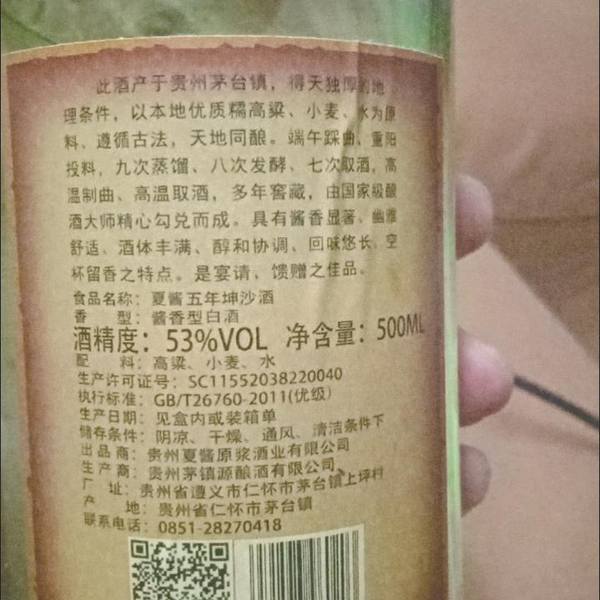 此酒产于贵州茅台镇，得天独厚的地
理条件，以本地优质糯高粱、小麦、水为原
料、遵循古法，天地同酿。端午踩曲、重阳
投料，九次蒸馏、八次发酵、七次取酒，高
温制曲、高温取酒，多年窖藏，由国家级酿
酒大师精心勾兑而成。具有酱香显著、幽雅
舒适、酒体丰满、醇和协调、回味悠长、空
杯留香之特点。是宴请、馈赠之佳品。
食品名称：夏酱五年坤沙酒
香 型：酱香型白酒
酒精度：53%VOL 净含量：500ML
配 料：高粱、小麦、水
生产许可证号：SC11552038220040
执行标准：GB/T26760-2011(优级)
生产日期：见盒内或装箱单
储存条件：阴凉、干燥、通风、清洁条件下
出 品 商：贵州夏酱原浆酒业有限公司
生 产 商：贵州茅镇源酿酒有限公司
厂 址：贵州省遵义市仁怀市茅台镇上坪村
产 地：贵州省仁怀市茅台镇
联系电话：0851-28270418